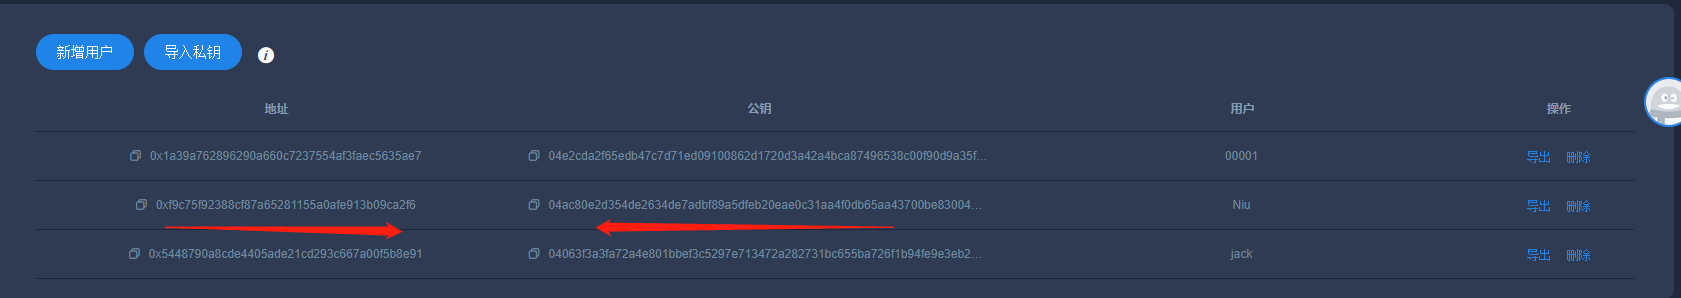 新增用户 导入私钥 i
地址 公钥 用户 操作
0x1a39a762896290a660c7237554af3faec5635ae7 04e2cda2f65edb47c7d71ed09100862d1720d3a42a4bca87496538c00f90d9a35f... 00001 导出 删除
0xf9c75f92388cf87a65281155a0afe913b09ca2f6 04ac80e2d354de2634de7adbf89a5dfeb20eae0c31aa4f0db65aa43700be83004... Niu 导出 删除
0x5448790a8cde4405ade21cd293c667a00f5b8e91 04063f3a3fa72a4e801bbef3c5297e713472a282731bc655ba726f1b94fe9e3eb2... jack 导出 删除